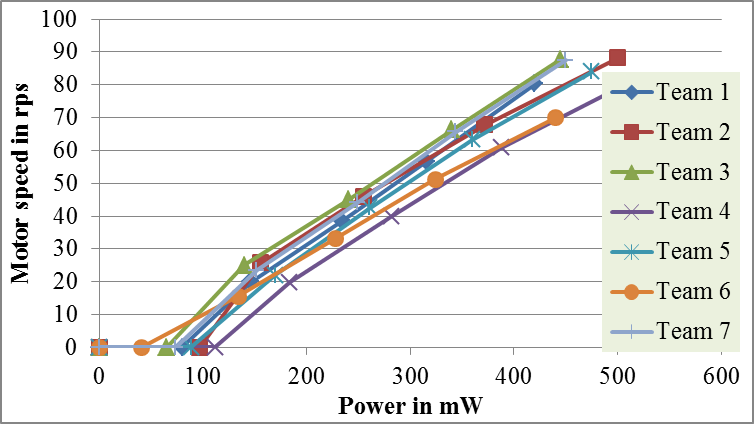 100
90
80
70
60
50
40
30
20
10
0
Motor speed in rps
0 100 200 300 400 500 600
Power in mW
Team 1
Team 2
Team 3
Team 4
Team 5
Team 6
Team 7